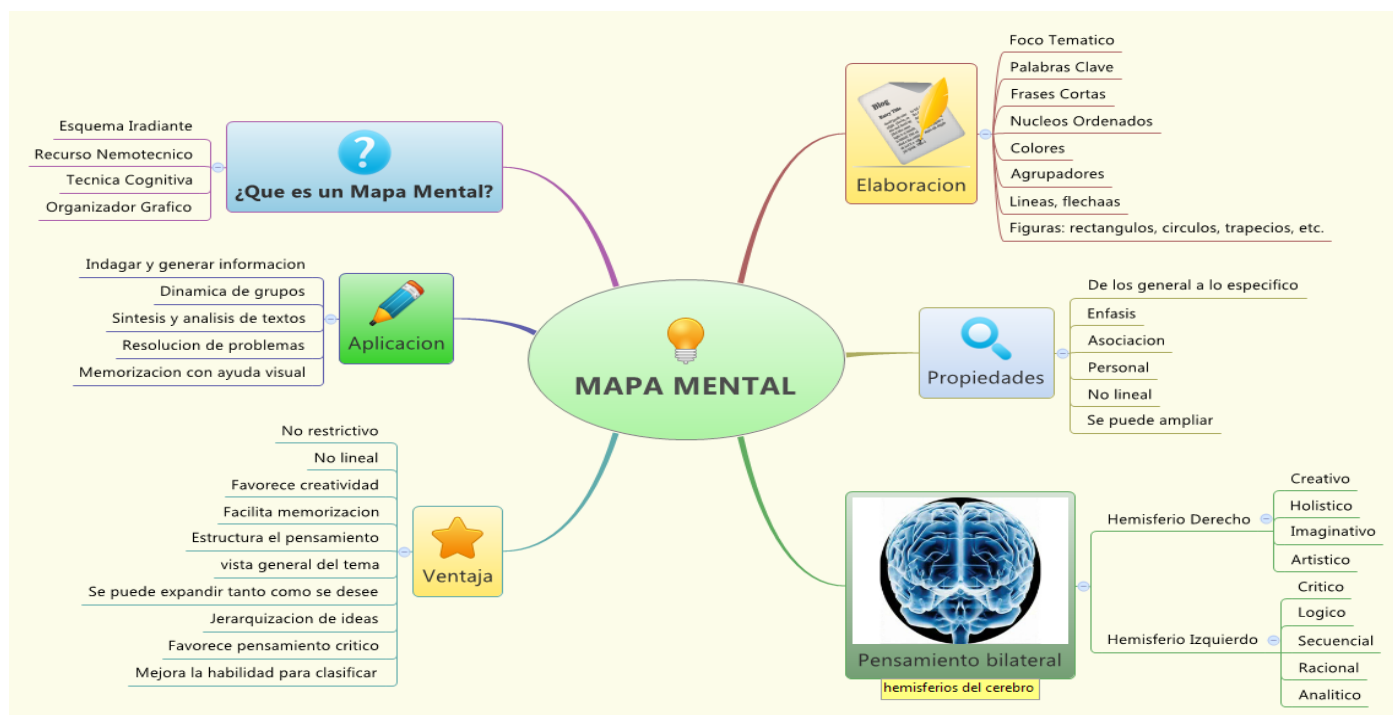 MAPA MENTAL
¿Que es un Mapa Mental?
Esquema Iradiante
Recurso Nemotecnico
Tecnica Cognitiva
Organizador Grafico
Aplicacion
Indagar y generar informacion
Dinamica de grupos
Sintesis y analisis de textos
Resolucion de problemas
Memorizacion con ayuda visual
Ventaja
No restrictivo
No lineal
Favorece creatividad
Facilita memorizacion
Estructura el pensamiento
vista general del tema
Se puede expandir tanto como se desee
Jerarquizacion de ideas
Favorece pensamiento critico
Mejora la habilidad para clasificar
Blog
Elaboracion
Foco Tematico
Palabras Clave
Frases Cortas
Nucleos Ordenados
Colores
Agrupadores
Lineas, flechaas
Figuras: rectangulos, circulos, trapecios, etc.
Propiedades
De los general a lo especifico
Enfasis
Asociacion
Personal
No lineal
Se puede ampliar
Pensamiento bilateral
hemisferios del cerebro
Hemisferio Derecho
Creativo
Holistico
Imaginativo
Artistico
Hemisferio Izquierdo
Critico
Logico
Secuencial
Racional
Analitico